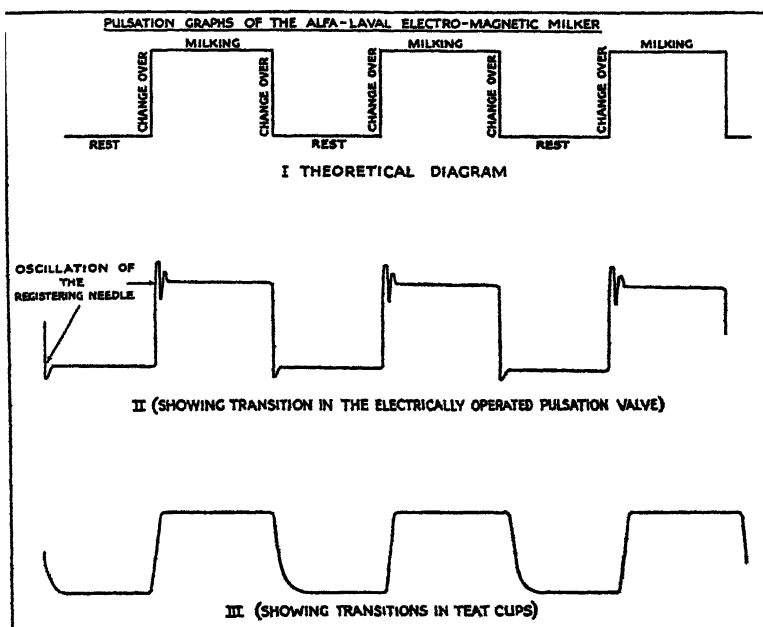 PULSATION GRAPHS OF THE ALFA-LAVAL ELECTRO-MAGNETIC MILKER
MILKING
MILKING
MILKING
CHANGE OVER
CHANGE OVER
CHANGE OVER
CHANGE OVER
CHANGE OVER
REST
REST
REST
I THEORETICAL DIAGRAM
OSCILLATION OF
THE
REGISTERING NEEDLE
II (SHOWING TRANSITION IN THE ELECTRICALLY OPERATED PULSATION VALVE)
III (SHOWING TRANSITIONS IN TEAT CUPS)